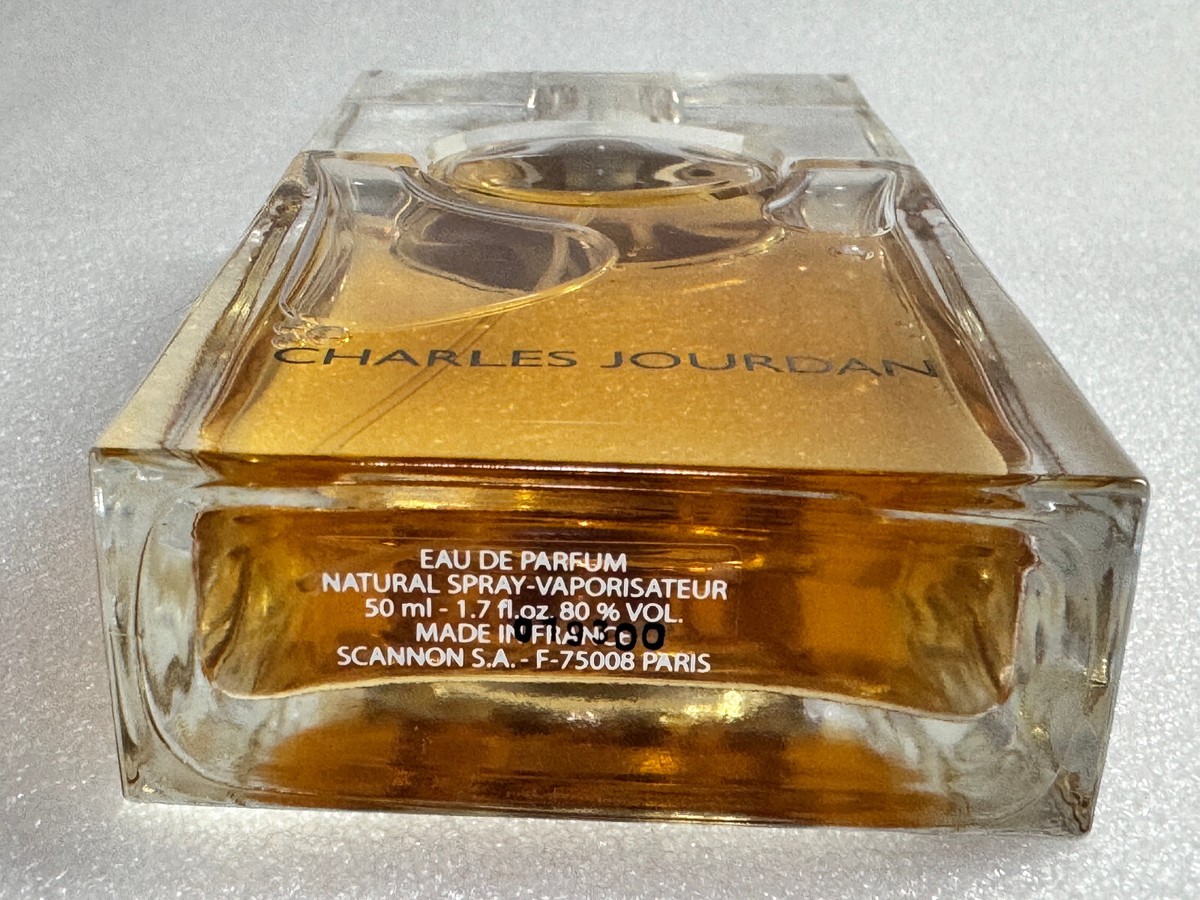 CHARLES JOURDAN
EAU DE PARFUM
NATURAL SPRAY-VAPORISATEUR
50 ml - 1.7 fl.oz. 80 % VOL.
MADE IN FRANCE
SCANNON S.A. - F-75008 PARIS